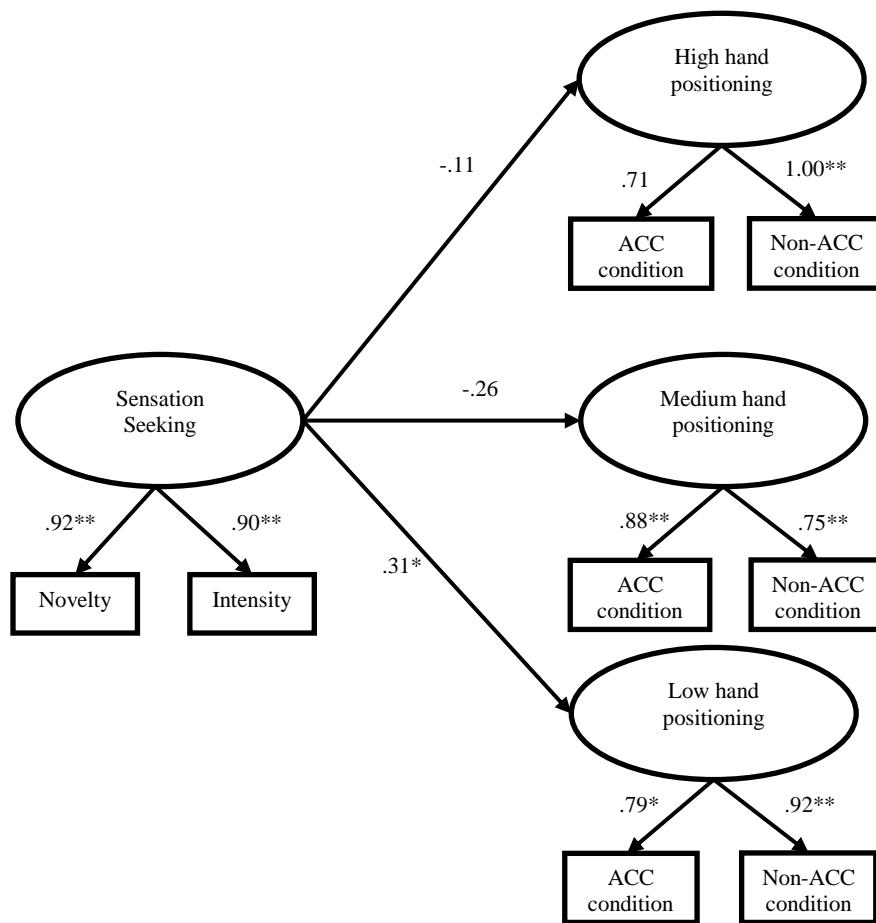 High hand
positioning
-.11
.71
1.00**
ACC
condition
Non-ACC
condition
Sensation
Seeking
-.26
Medium hand
positioning
.92**
.90**
.88**
.75**
.31*
Novelty
Intensity
ACC
condition
Non-ACC
condition
Low hand
positioning
.79*
.92**
ACC
condition
Non-ACC
condition